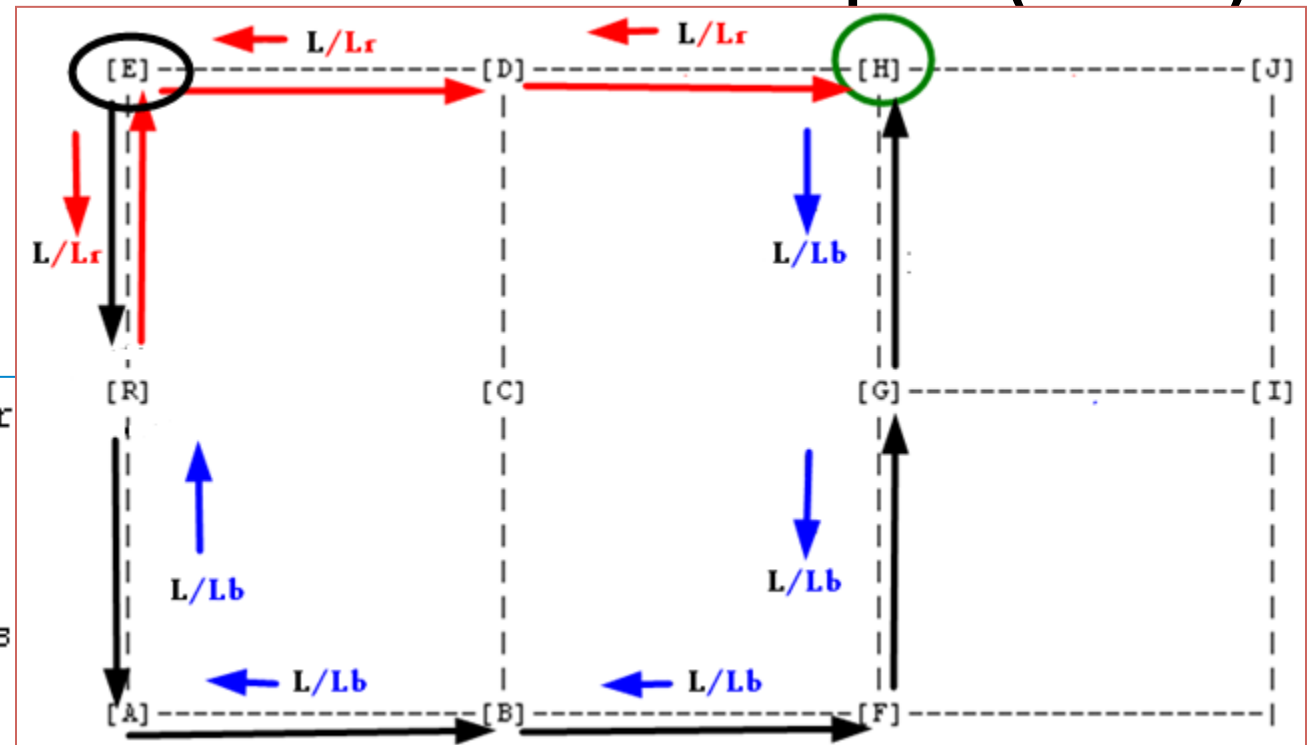 L/Lr L/Lr
[E] [D] [H] [J]
L/Lr L/Lb
[R] [C] [G] [I]
r
L/Lb L/Lb
s
L/Lb L/Lb
[A] [B] [F]